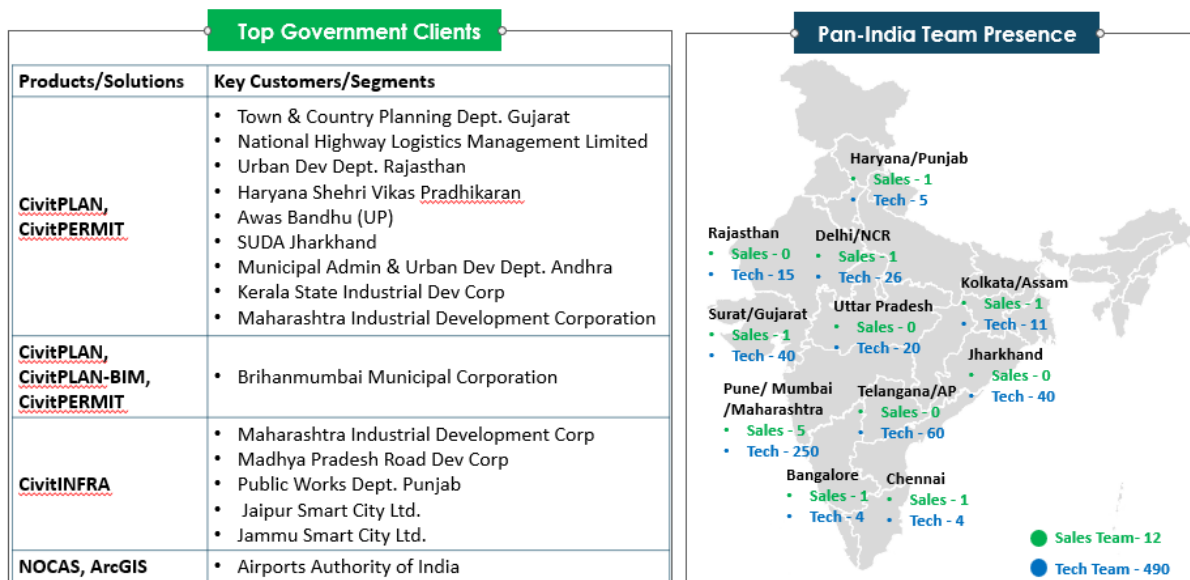 Top Government Clients
Products/Solutions
Key Customers/Segments
CivitPLAN,
CivitPERMIT
• Town & Country Planning Dept. Gujarat
• National Highway Logistics Management Limited
• Urban Dev Dept. Rajasthan
• Haryana Shehri Vikas Pradhikaran
• Awas Bandhu (UP)
• SUDA Jharkhand
• Municipal Admin & Urban Dev Dept. Andhra
• Kerala State Industrial Dev Corp
• Maharashtra Industrial Development Corporation
CivitPLAN,
CivitPLAN-BIM,
CivitPERMIT
• Brihanmumbai Municipal Corporation
CivitINFRA
• Maharashtra Industrial Development Corp
• Madhya Pradesh Road Dev Corp
• Public Works Dept. Punjab
• Jaipur Smart City Ltd.
• Jammu Smart City Ltd.
NOCAS, ArcGIS
• Airports Authority of India
Pan-India Team Presence
Haryana/Punjab
• Sales - 1
• Tech - 5
Rajasthan
• Sales - 0
• Tech - 15
Delhi/NCR
• Sales - 1
• Tech - 26
Kolkata/Assam
• Sales - 1
• Tech - 11
Surat/Gujarat
• Sales - 1
• Tech - 40
Uttar Pradesh
• Sales - 0
• Tech - 20
Jharkhand
• Sales - 0
• Tech - 40
Pune/ Mumbai
/Maharashtra
• Sales - 5
• Tech - 250
Telangana/AP
• Sales - 0
• Tech - 60
Bangalore
• Sales - 1
• Tech - 4
Chennai
• Sales - 1
• Tech - 4
Sales Team- 12
Tech Team - 490